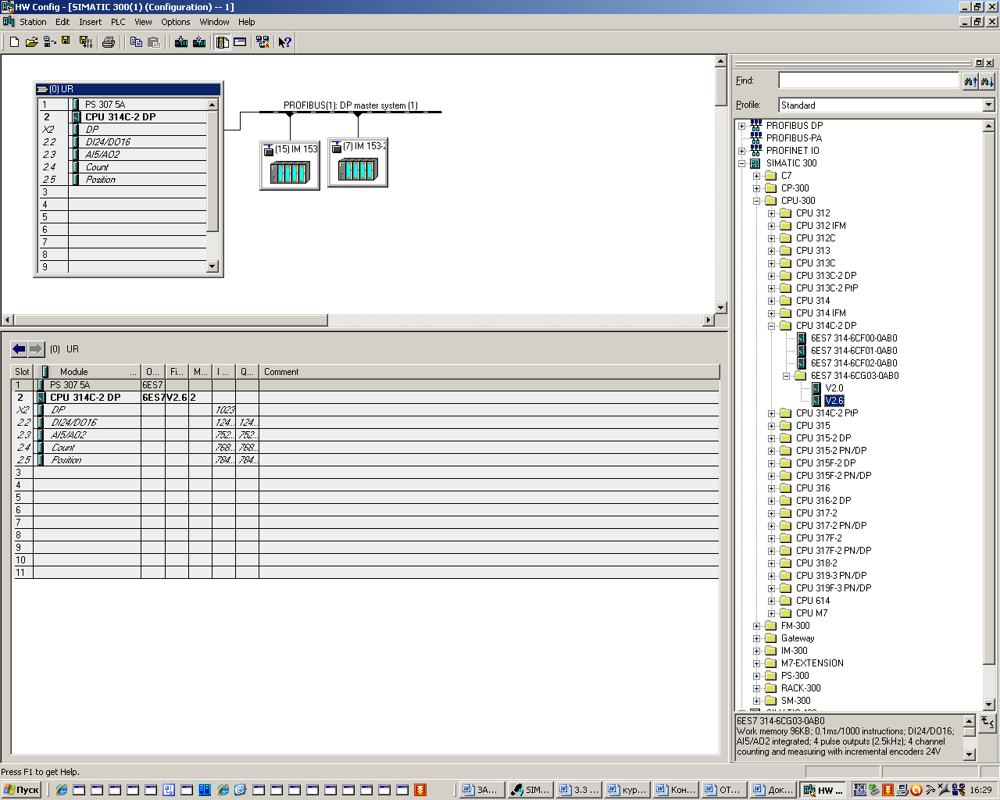 HW Config - [SIMATIC 300(1) (Configuration) -- 1]
Station Edit Insert PLC View Options Window Help
(0) UR
1 PS 307 5A
2 CPU 314C-2 DP
X2 DP
2.2 DI24/DO16
2.3 AI5/AO2
2.4 Count
2.5 Position
3
4
5
6
7
8
9
PROFIBUS(1): DP master system (1)
(15) IM 153
(7) IM 153-2
(0) UR
Slot Module ... O... Fi... M... I ... Q... Comment
1 PS 307 5A 6ES7
2 CPU 314C-2 DP 6ES7 V2.6 2
X2 DP 1023
2.2 DI24/DO16 124... 124...
2.3 AI5/AO2 752... 752...
2.4 Count 768... 768...
2.5 Position 784... 784...
3
4
5
6
7
8
9
10
11
Find:
Profile: Standard
PROFIBUS DP
PROFIBUS-PA
PROFINET IO
SIMATIC 300
C7
CP-300
CPU-300
CPU 312
CPU 312 IFM
CPU 312C
CPU 313
CPU 313C
CPU 313C-2 DP
CPU 313C-2 PtP
CPU 314
CPU 314 IFM
CPU 314C-2 DP
6ES7 314-6CF00-0AB0
6ES7 314-6CF01-0AB0
6ES7 314-6CF02-0AB0
6ES7 314-6CG03-0AB0
V2.0
V2.6
CPU 314C-2 PtP
CPU 315
CPU 315-2 DP
CPU 315-2 PN/DP
CPU 315F-2 DP
CPU 315F-2 PN/DP
CPU 316
CPU 316-2 DP
CPU 317-2
CPU 317-2 PN/DP
CPU 317F-2
CPU 317F-2 PN/DP
CPU 318-2
CPU 319-3 PN/DP
CPU 319F-3 PN/DP
CPU 614
CPU M7
FM-300
Gateway
IM-300
M7-EXTENSION
PS-300
RACK-300
SM-300
6ES7 314-6CG03-0AB0
Work memory 96KB; 0.1ms/1000 instructions; DI24/DO16;
AI5/AO2 integrated; 4 pulse outputs (2.5kHz); 4 channel
counting and measuring with incremental encoders 24V
Press F1 to get Help.
Пуск ЗА... SIM... 3.3 ... кур... Кон... ОТ... Док... HW ... 16:29